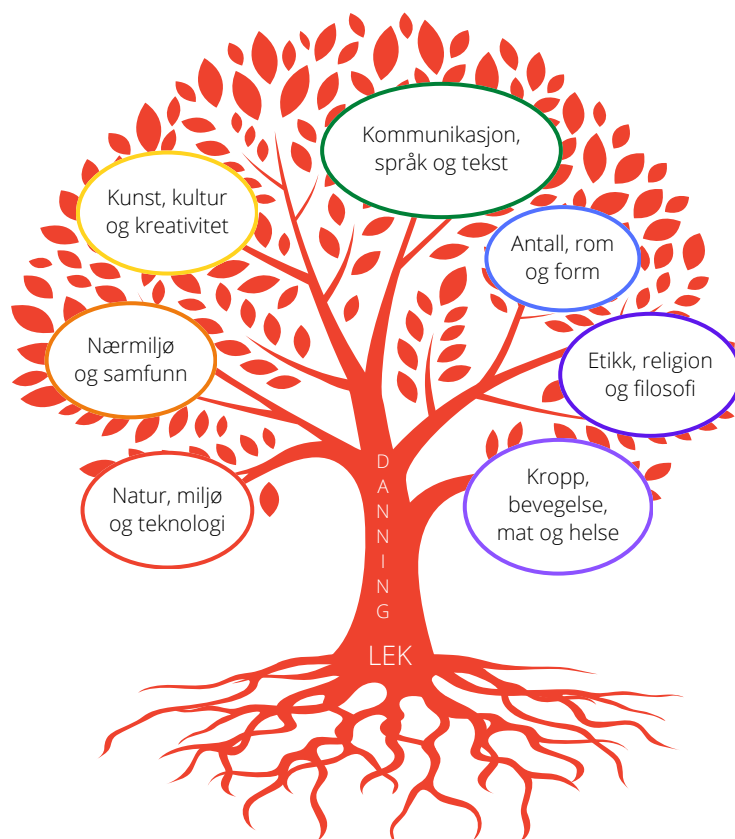 Kommunikasjon,
språk og tekst
Kunst, kultur
og kreativitet
Antall, rom
og form
Nærmiljø
og samfunn
Etikk, religion
og filosofi
Natur, miljø
og teknologi
Kropp,
bevegelse,
mat og helse
DANNING
LEK